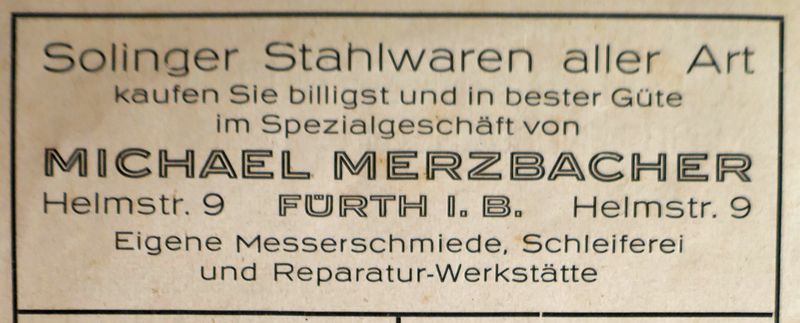 Solinger Stahlwaren aller Art
kaufen Sie billigst und in bester Güte
im Spezialgeschäft von
MICHAEL MERZBACHER
Helmstr. 9 FÜRTH I. B. Helmstr. 9
Eigene Messerschmiede, Schleiferei
und Reparatur-Werkstätte